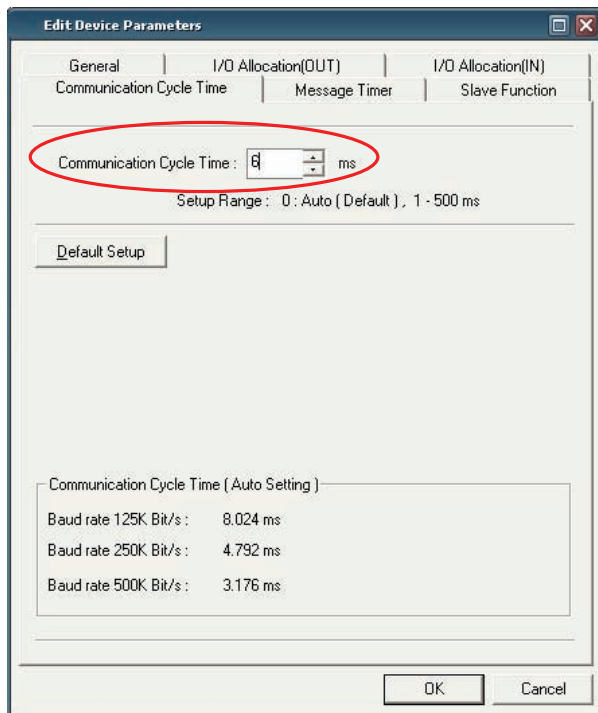 Edit Device Parameters
General I/O Allocation(OUT) I/O Allocation(IN)
Communication Cycle Time Message Timer Slave Function
Communication Cycle Time : 6 ms
Setup Range : 0 : Auto ( Default ) , 1 - 500 ms
Default Setup
Communication Cycle Time ( Auto Setting )
Baud rate 125K Bit/s : 8.024 ms
Baud rate 250K Bit/s : 4.792 ms
Baud rate 500K Bit/s : 3.176 ms
OK Cancel